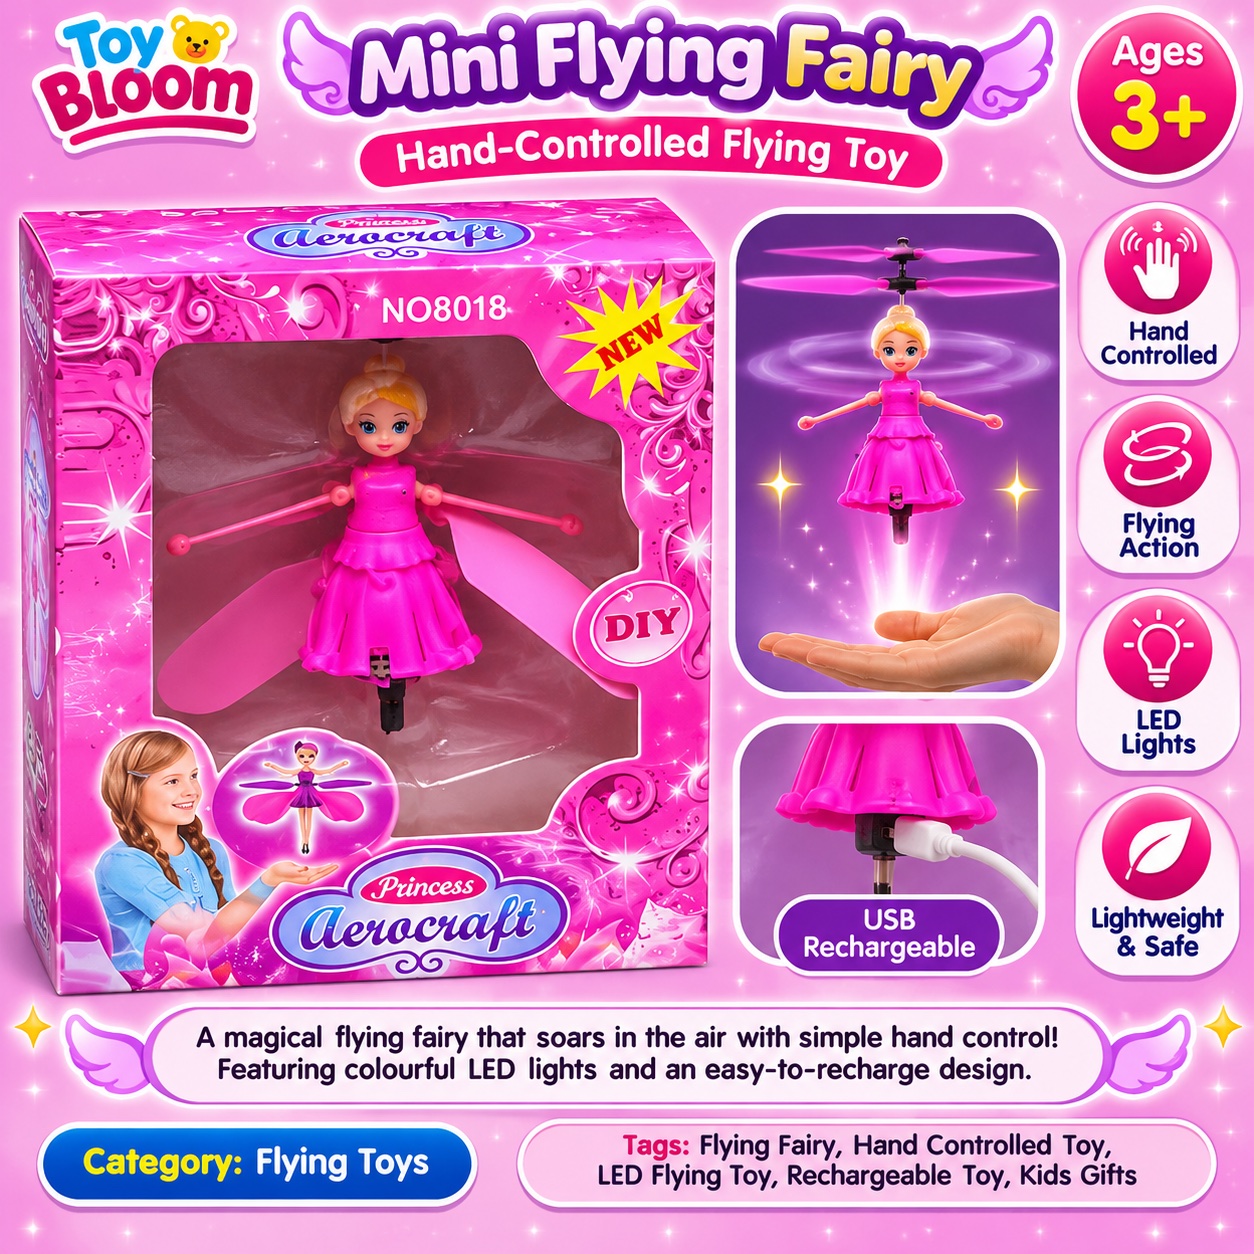 Toy
BLOOM
Mini Flying Fairy
Hand-Controlled Flying Toy
Ages
3+
Princess
Aerocraft
NO8018
NEW
DIY
Princess
Aerocraft
Hand
Controlled
Flying
Action
LED
Lights
Lightweight
& Safe
USB
Rechargeable
A magical flying fairy that soars in the air with simple hand control!
Featuring colourful LED lights and an easy-to-recharge design.
Category: Flying Toys
Tags: Flying Fairy, Hand Controlled Toy,
LED Flying Toy, Rechargeable Toy, Kids Gifts